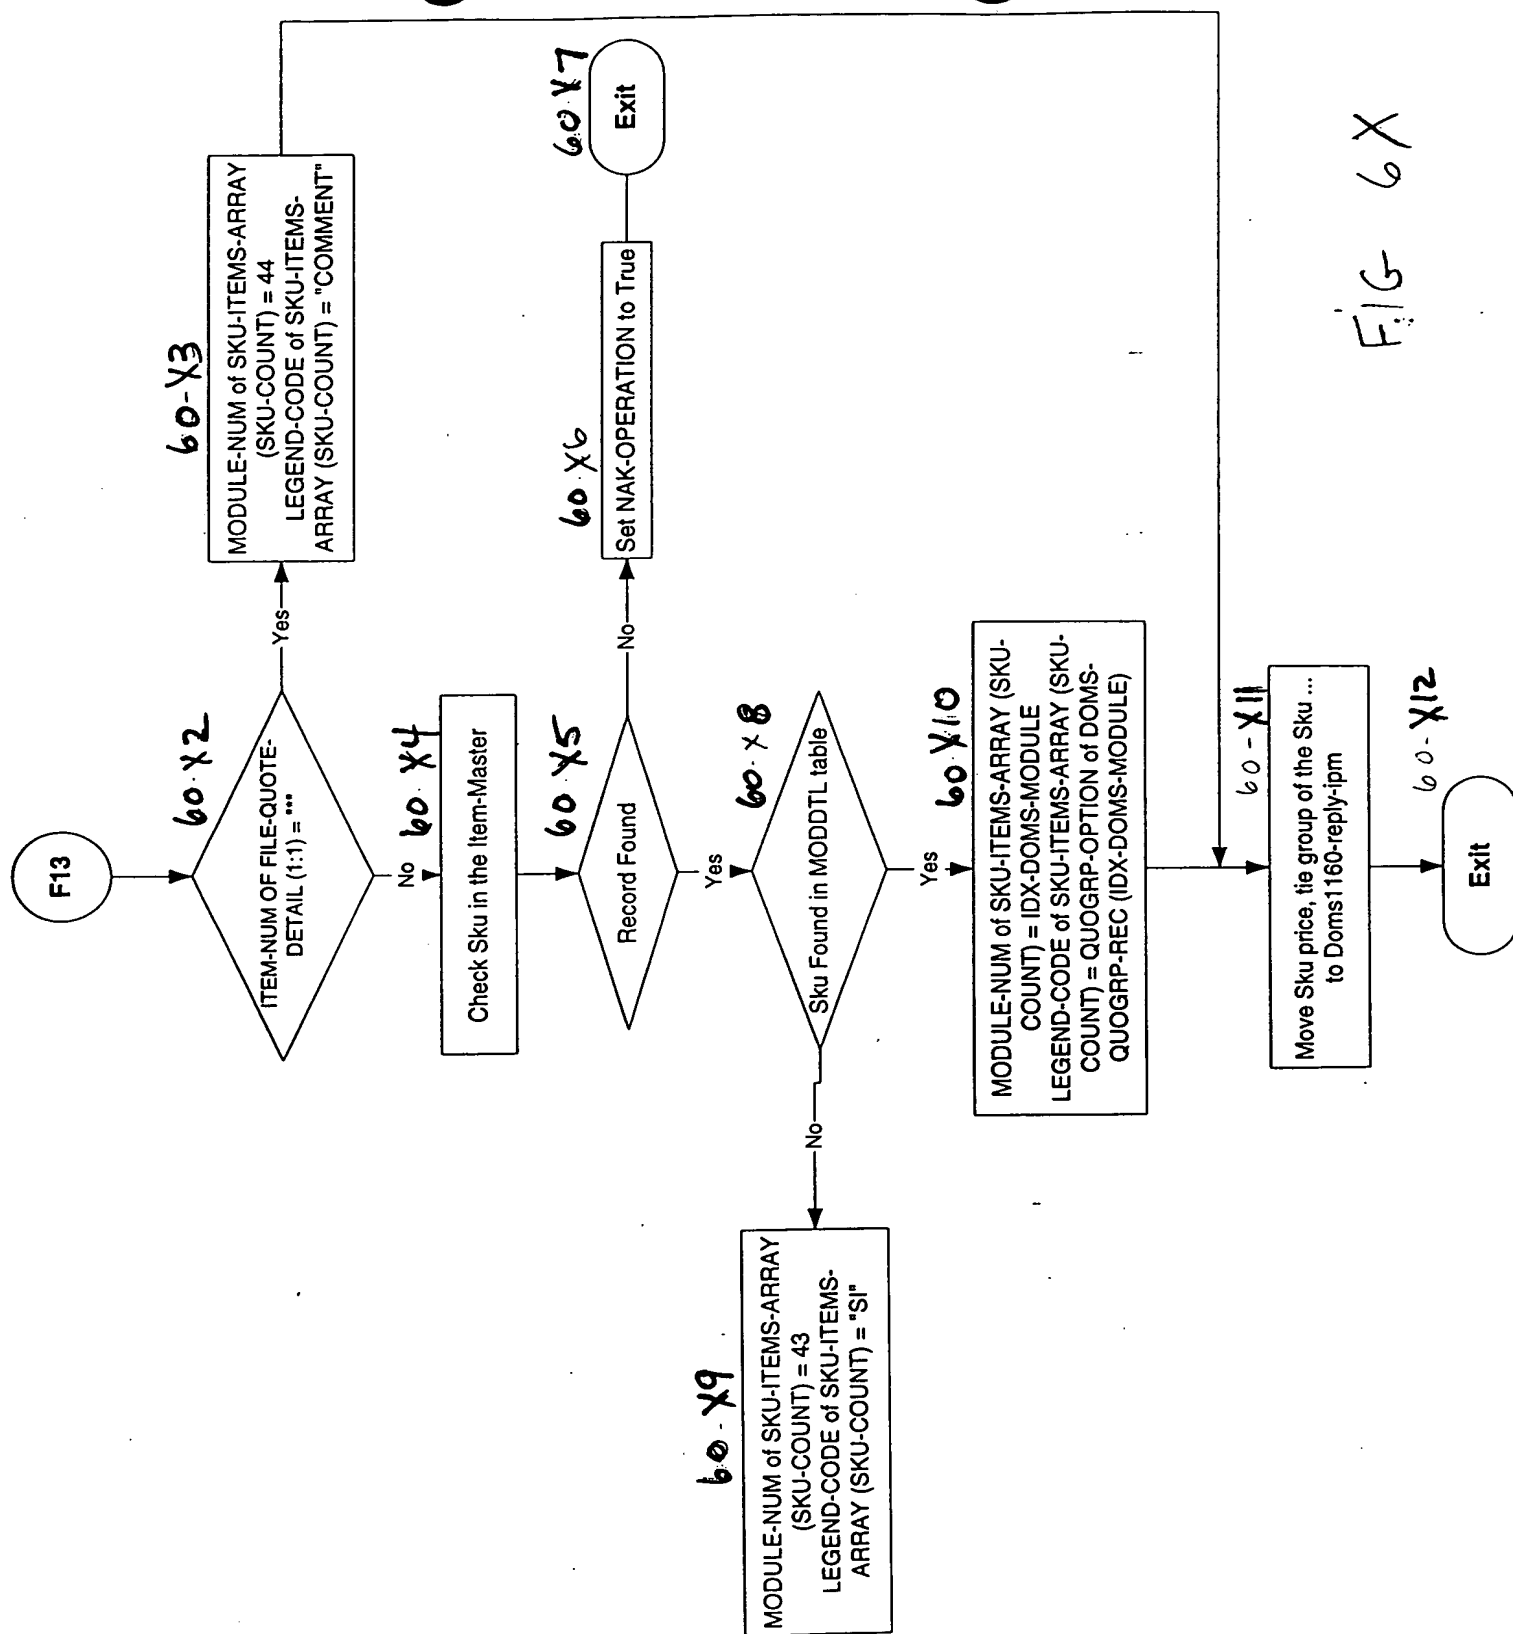 F13
60-X2
ITEM-NUM OF FILE-QUOTE-
DETAIL (1:1) = "*"
Yes
60-X3
MODULE-NUM of SKU-ITEMS-ARRAY
(SKU-COUNT) = 44
LEGEND-CODE of SKU-ITEMS-
ARRAY (SKU-COUNT) = "COMMENT"
No
60-X4
Check Sku in the Item-Master
60-X5
Record Found
No
60-X6
Set NAK-OPERATION to True
60-X7
Exit
Yes
60-X8
Sku Found in MODDTL table
No
60-X9
MODULE-NUM of SKU-ITEMS-ARRAY
(SKU-COUNT) = 43
LEGEND-CODE of SKU-ITEMS-
ARRAY (SKU-COUNT) = "SI"
Yes
60-X10
MODULE-NUM of SKU-ITEMS-ARRAY (SKU-
COUNT) = IDX-DOMS-MODULE
LEGEND-CODE of SKU-ITEMS-ARRAY (SKU-
COUNT) = QUOGRP-OPTION of DOMS-
QUOGRP-REC (IDX-DOMS-MODULE)
60-X11
Move Sku price, tie group of the Sku ...
to Doms1160-reply-ipm
60-X12
Exit
FIG 6X